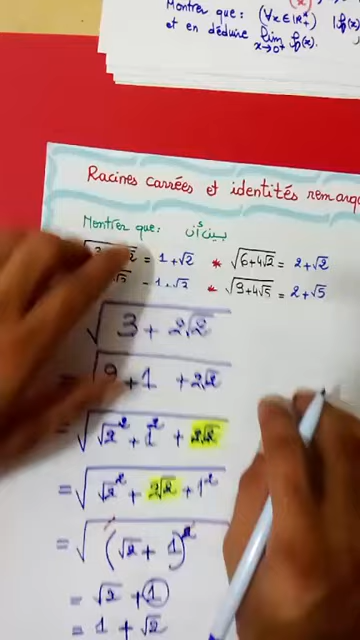 Montrer que: (∀x∈ℝ*₊) |f(x)
et en déduire lim f(x).
x→0⁺
Racines carrées et identités remarq
Montrer que: بين أن
= 1+√2 * √(6+4√2) = 2+√2
= 1+√2 * √(9+4√5) = 2+√5
√(3 + 2√2)
= +1 +2√2
= √(√2² + 1² + 2√2)
= √(√2² + 2√2 + 1²)
= √((√2 + 1)²)
= √2 + 1
= 1 + √2